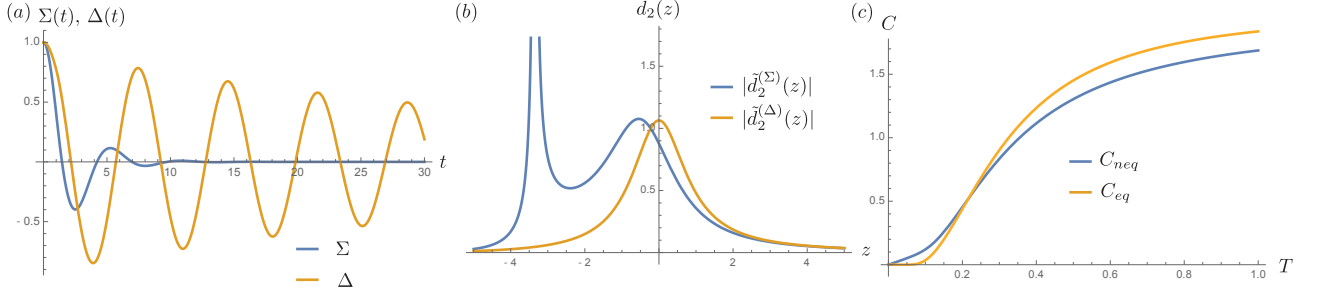 (a) Σ(t), Δ(t)
1.0
0.5
-0.5
5 10 15 20 25 30 t
Σ
Δ
(b) d₂(z)
1.5
1.0
0.5
-4 -2 2 4 z
|d̃₂^(Σ)(z)|
|d̃₂^(Δ)(z)|
(c) C
1.5
1.0
0.5
0.2 0.4 0.6 0.8 1.0 T
C_neq
C_eq